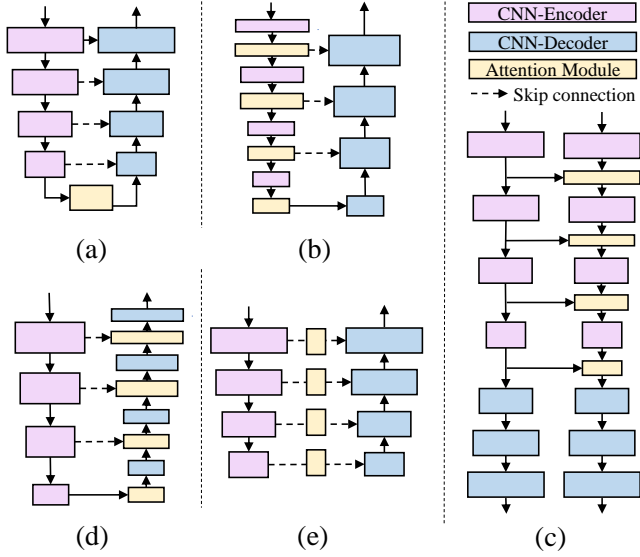 CNN-Encoder
CNN-Decoder
Attention Module
Skip connection
(a)
(b)
(c)
(d)
(e)